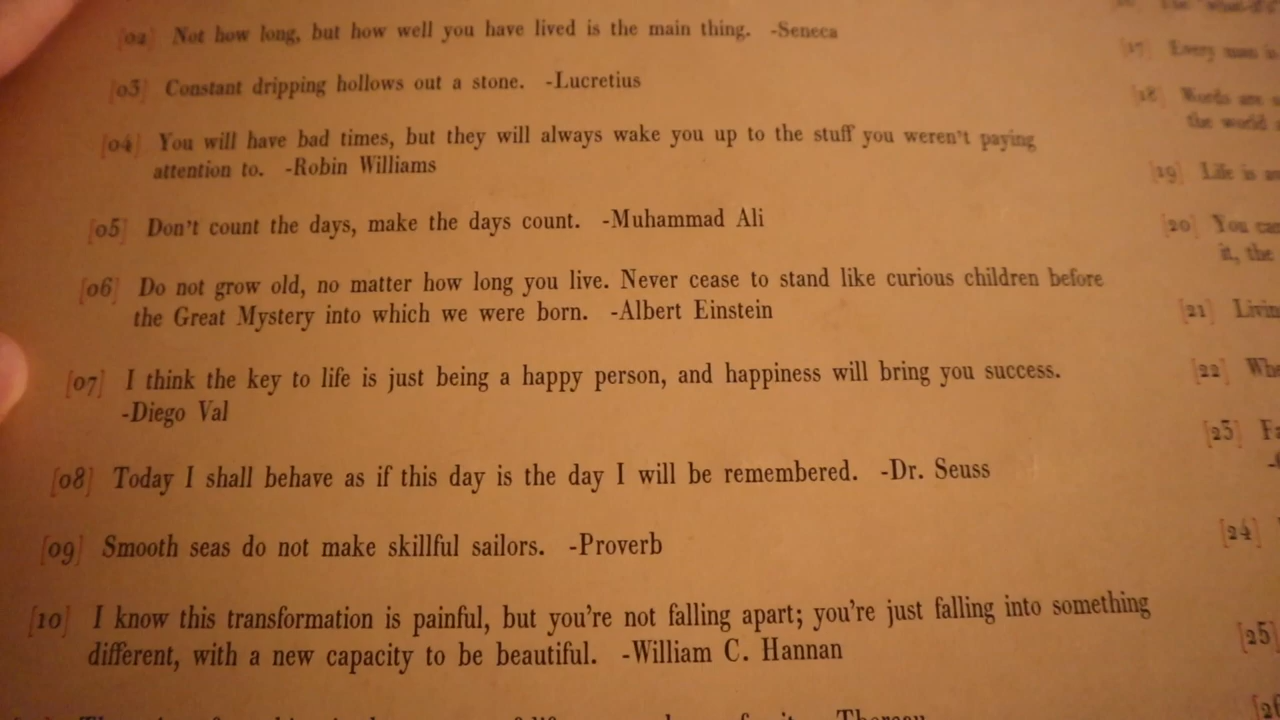 [02] Not how long, but how well you have lived is the main thing. -Seneca
[03] Constant dripping hollows out a stone. -Lucretius
[04] You will have bad times, but they will always wake you up to the stuff you weren't paying
attention to. -Robin Williams
[05] Don't count the days, make the days count. -Muhammad Ali
[06] Do not grow old, no matter how long you live. Never cease to stand like curious children before
the Great Mystery into which we were born. -Albert Einstein
[07] I think the key to life is just being a happy person, and happiness will bring you success.
-Diego Val
[08] Today I shall behave as if this day is the day I will be remembered. -Dr. Seuss
[09] Smooth seas do not make skillful sailors. -Proverb
[10] I know this transformation is painful, but you're not falling apart; you're just falling into something
different, with a new capacity to be beautiful. -William C. Hannan
Thoreau
[17] Every man is
[18] Words are
the world
[19] Life is
[20] You can
it, the
[21]
[22]
[23]
[24]
[25]